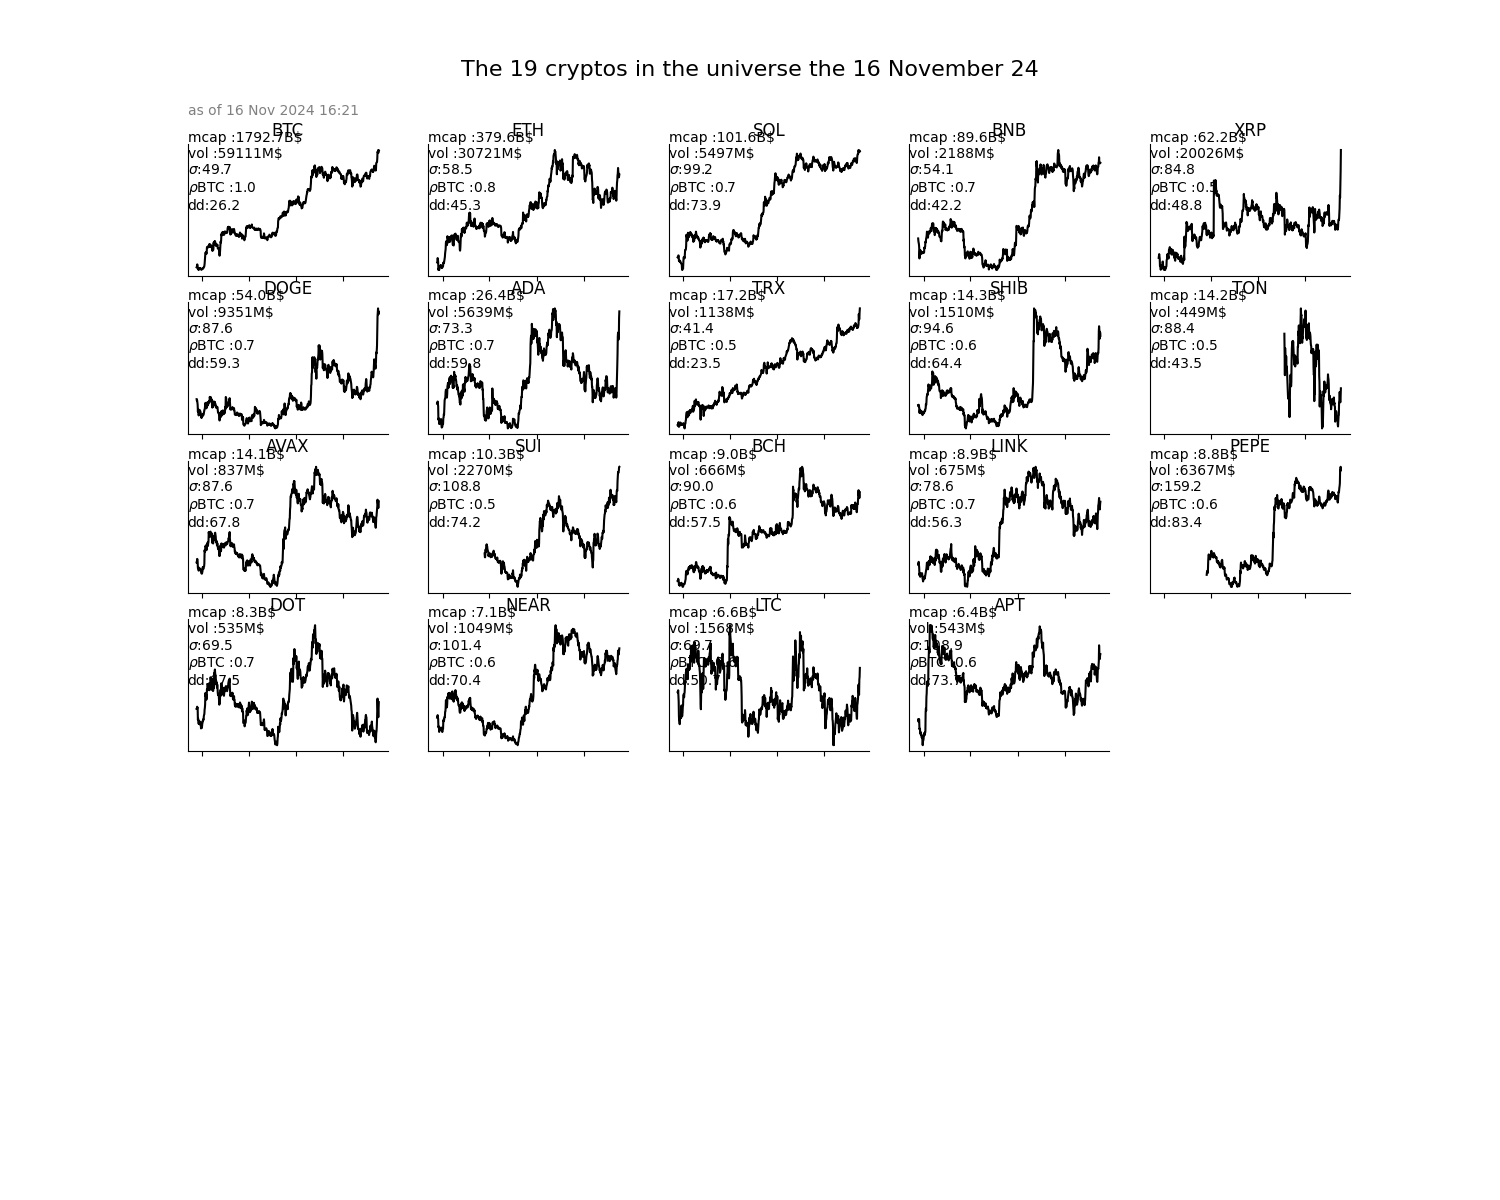 The 19 cryptos in the universe the 16 November 24
as of 16 Nov 2024 16:21
BTC
mcap :1792.7B$
vol :59111M$
σ:49.7
ρBTC :1.0
dd:26.2
ETH
mcap :379.6B$
vol :30721M$
σ:58.5
ρBTC :0.8
dd:45.3
SOL
mcap :101.6B$
vol :5497M$
σ:99.2
ρBTC :0.7
dd:73.9
BNB
mcap :89.6B$
vol :2188M$
σ:54.1
ρBTC :0.7
dd:42.2
XRP
mcap :62.2B$
vol :20026M$
σ:84.8
ρBTC :0.5
dd:48.8
DOGE
mcap :54.0B$
vol :9351M$
σ:87.6
ρBTC :0.7
dd:59.3
ADA
mcap :26.4B$
vol :5639M$
σ:73.3
ρBTC :0.7
dd:59.8
TRX
mcap :17.2B$
vol :1138M$
σ:41.4
ρBTC :0.5
dd:23.5
SHIB
mcap :14.3B$
vol :1510M$
σ:94.6
ρBTC :0.6
dd:64.4
TON
mcap :14.2B$
vol :449M$
σ:88.4
ρBTC :0.5
dd:43.5
AVAX
mcap :14.1B$
vol :837M$
σ:87.6
ρBTC :0.7
dd:67.8
SUI
mcap :10.3B$
vol :2270M$
σ:108.8
ρBTC :0.5
dd:74.2
BCH
mcap :9.0B$
vol :666M$
σ:90.0
ρBTC :0.6
dd:57.5
LINK
mcap :8.9B$
vol :675M$
σ:78.6
ρBTC :0.7
dd:56.3
PEPE
mcap :8.8B$
vol :6367M$
σ:159.2
ρBTC :0.6
dd:83.4
DOT
mcap :8.3B$
vol :535M$
σ:69.5
ρBTC :0.7
NEAR
mcap :7.1B$
vol :1049M$
σ:101.4
ρBTC :0.6
dd:70.4
LTC
mcap :6.6B$
vol :1568M$
APT
mcap :6.4B$
vol :543M$
ρBTC :0.6